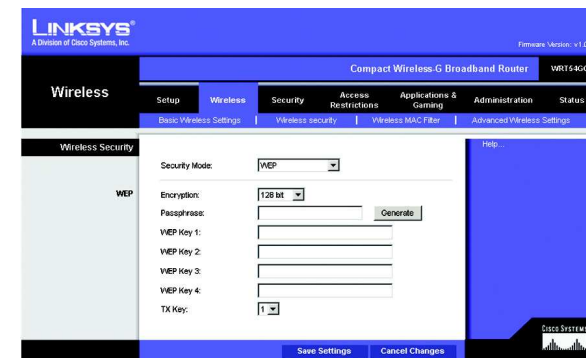 LINKSYS®
A Division of Cisco Systems, Inc.
Firmware Version: v1.0
Compact Wireless-G Broadband Router WRT54GC
Wireless
Setup Wireless Security Access Restrictions Applications & Gaming Administration Status
Basic Wireless Settings | Wireless security | Wireless MAC Filter | Advanced Wireless Settings
Wireless Security
Help...
Security Mode: WEP
WEP
Encryption: 128 bit
Passphrase: Generate
WEP Key 1:
WEP Key 2:
WEP Key 3:
WEP Key 4:
TX Key: 1
Save Settings Cancel Changes
CISCO SYSTEMS